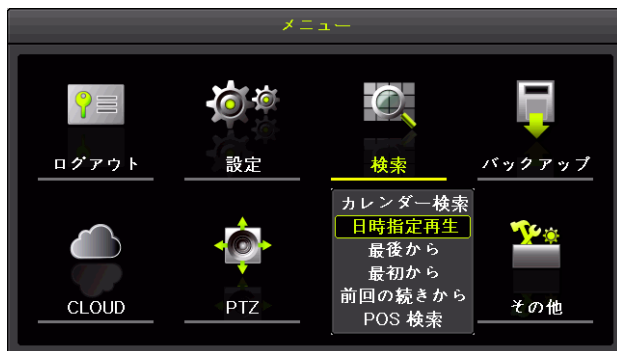 メニュー
ログアウト
設定
検索
バックアップ
カレンダー検索
日時指定再生
最後から
最初から
前回の続きから
POS 検索
CLOUD
PTZ
その他